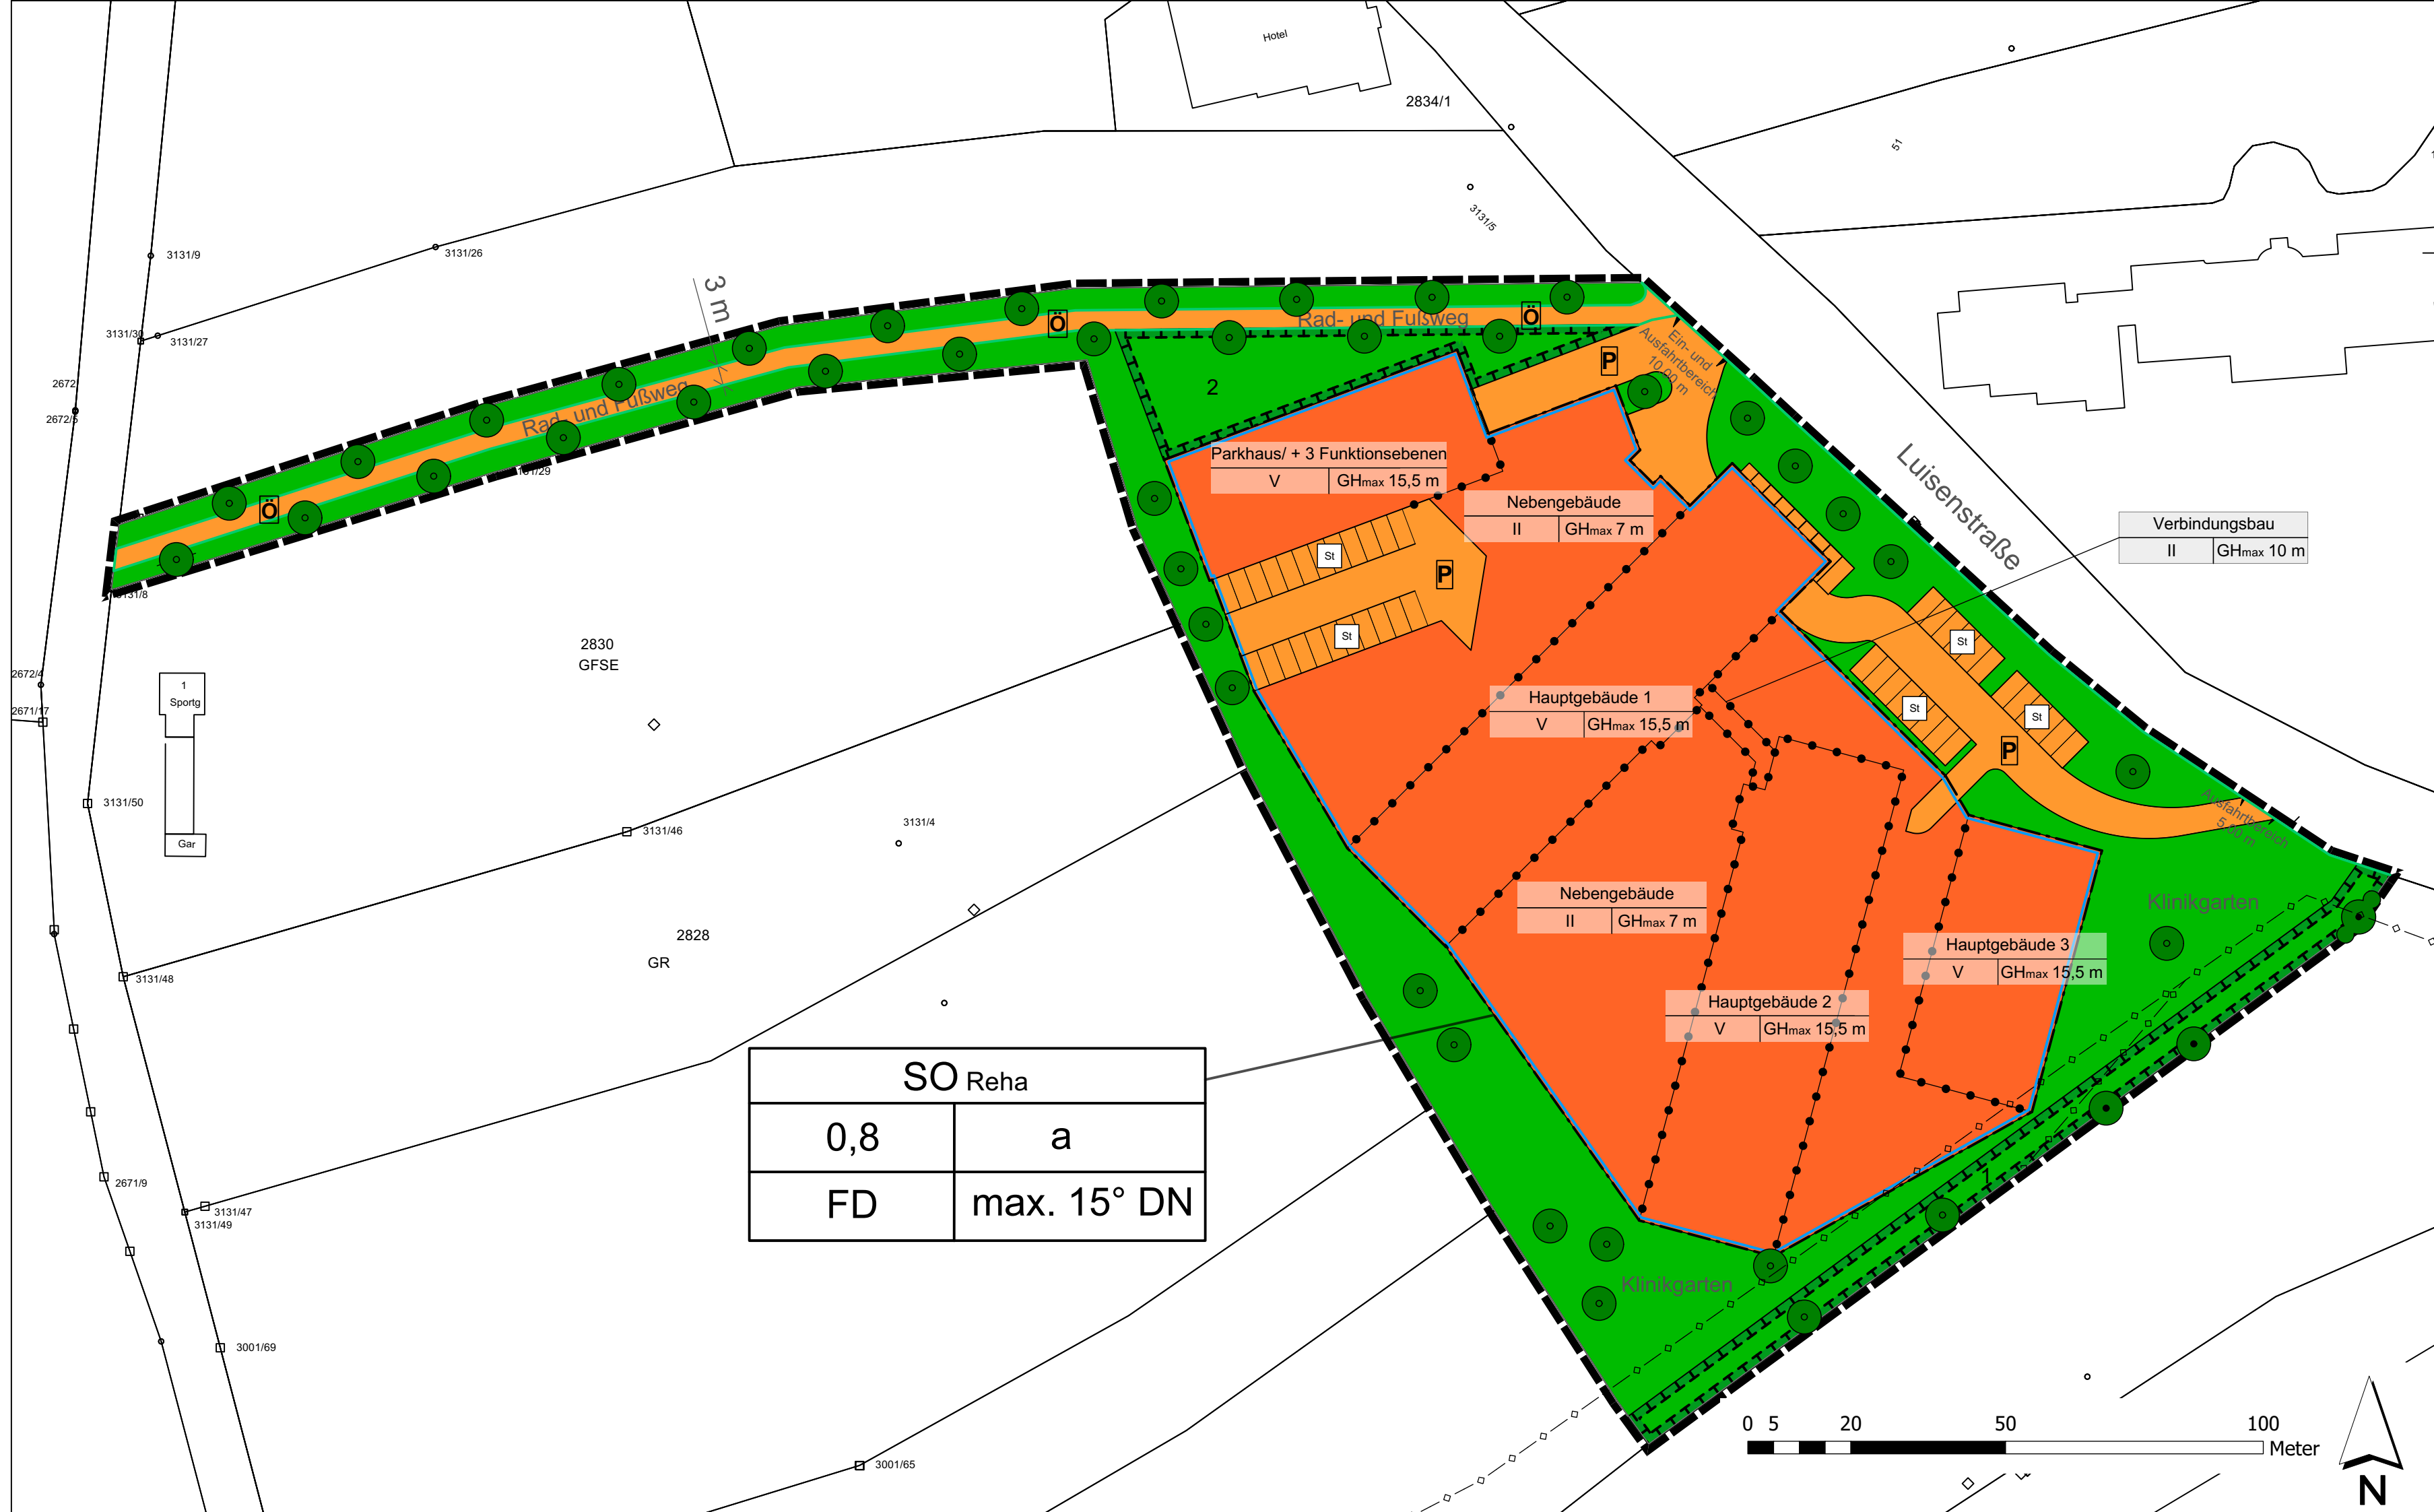 Hotel
2834/1
51
3131/5
3131/9
3131/26
3131/30
3131/27
3 m
Rad- und Fußweg
Ö
Ö
Ein- und
Ausfahrtbereich
10,00 m
P
2672
2672/5
Rad- und Fußweg
2
Luisenstraße
Parkhaus/ + 3 Funktionsebenen
V GHmax 15,5 m
Nebengebäude
II GHmax 7 m
Verbindungsbau
II GHmax 10 m
Ö
St
P
3131/8
St
St
2830
GFSE
2672/4
2671/17
1
Sportg
Hauptgebäude 1
V GHmax 15,5 m
St
St
P
3131/50
Gar
3131/46
3131/4
Ausfahrtbereich
5,00 m
Nebengebäude
II GHmax 7 m
Klinikgarten
2828
GR
3131/48
Hauptgebäude 3
V GHmax 15,5 m
Hauptgebäude 2
V GHmax 15,5 m
SO Reha
0,8 a
FD max. 15° DN
2671/9
1
3131/47
3131/49
Klinikgarten
3001/69
3001/65
0 5 20 50 100
Meter
N